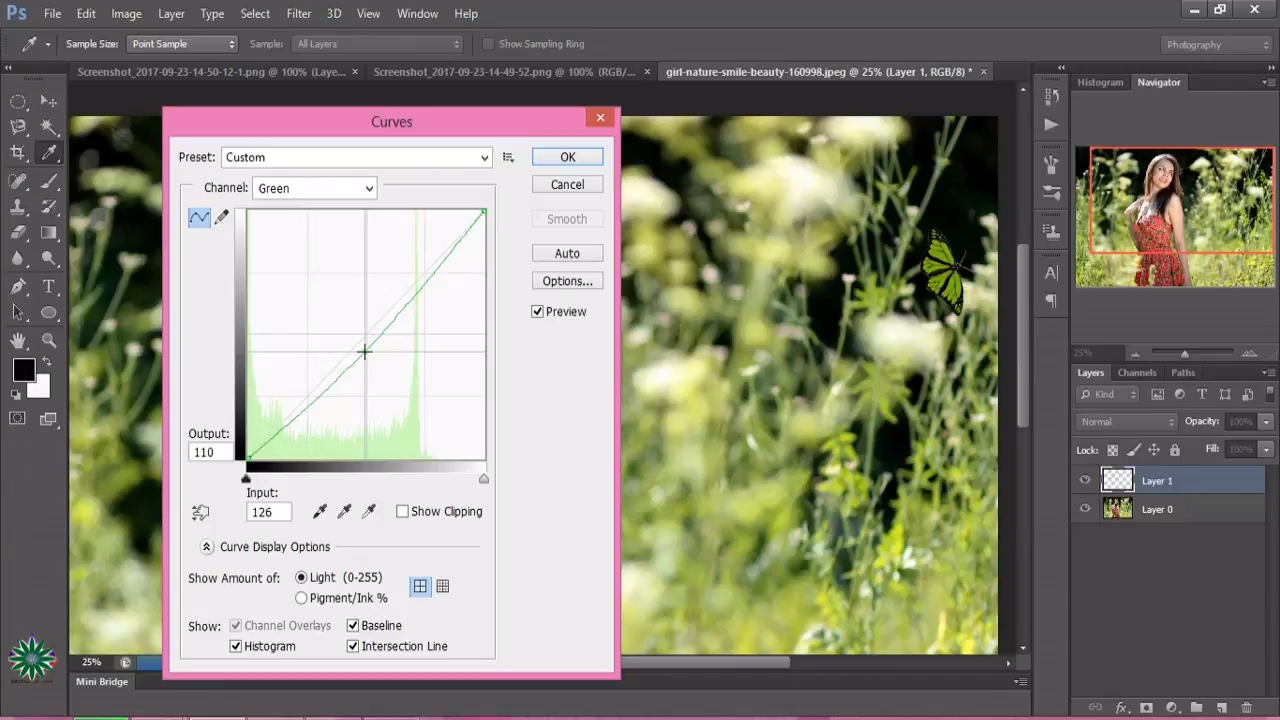 Ps File Edit Image Layer Type Select Filter 3D View Window Help
Sample Size: Point Sample Sample: All Layers Show Sampling Ring Photography
Screenshot_2017-09-23-14-50-12-1.png @ 100% (Laye... × Screenshot_2017-09-23-14-49-52.png @ 100% (RGB/... × girl-nature-smile-beauty-160998.jpeg @ 25% (Layer 1, RGB/8) * ×
Histogram Navigator
Curves
Preset: Custom OK
Channel: Green Cancel
Smooth
Auto
Options...
Preview
Output:
110
Input:
126
Show Clipping
Curve Display Options
Show Amount of: Light (0-255)
Pigment/Ink %
Show: Channel Overlays Baseline
Histogram Intersection Line
25%
Layers Channels Paths
Kind
Normal Opacity: 100%
Lock: Fill: 100%
Layer 1
Layer 0
25%
Mini Bridge